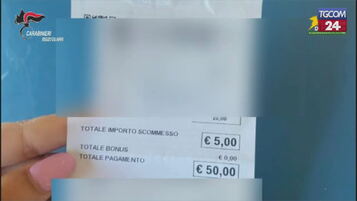 CARABINIERI
TGCOM
24
TOTALE IMPORTO SCOMMESSO
€ 5,00
TOTALE BONUS
€ 0,00
TOTALE PAGAMENTO
€ 50,00